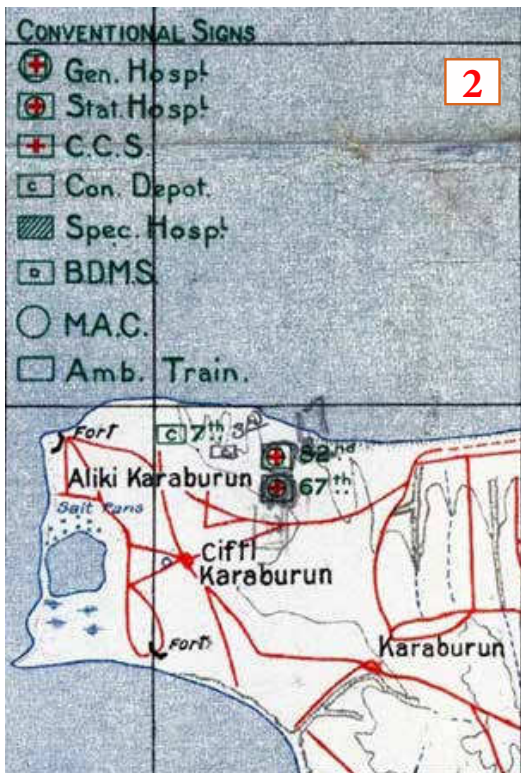 CONVENTIONAL SIGNS
2
Gen. Hospl
Stat. Hospl
C.C.S.
C Con. Depot.
Spec. Hospl
D B.D.M.S.
M.A.C.
Amb. Train.
Fort
C 7th
82nd
67th
Aliki Karaburun
Salt Pans
Ciftl
Karaburun
Karaburun
Fort